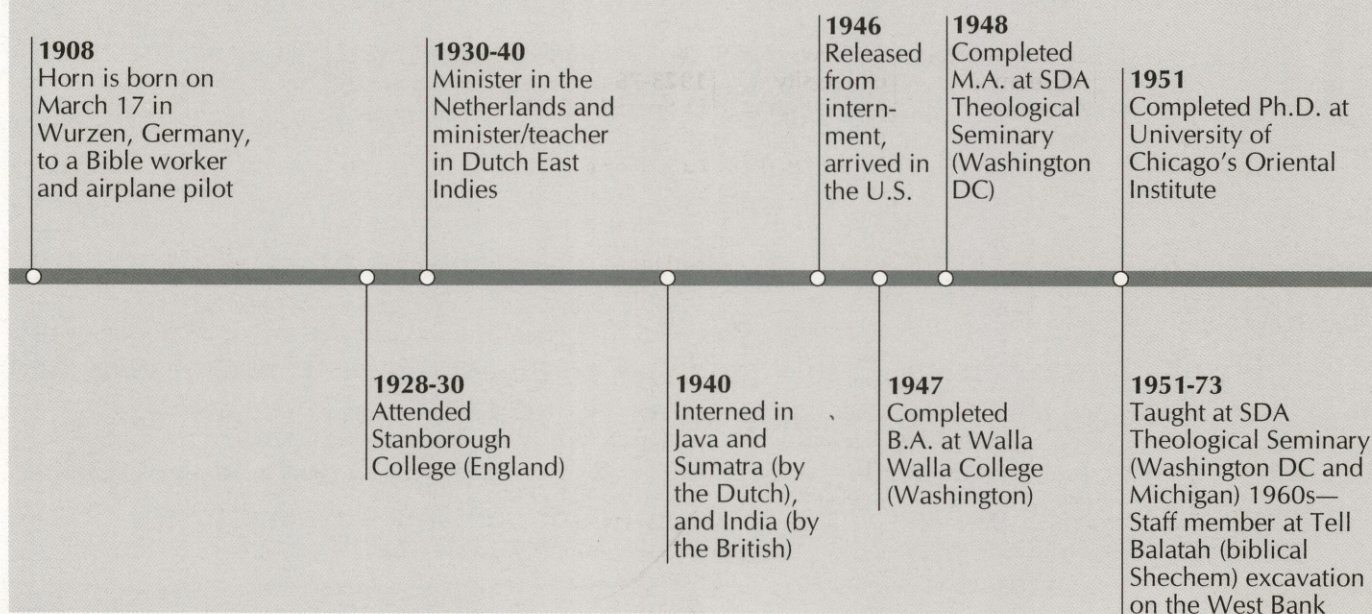 1908
Horn is born on
March 17 in
Wurzen, Germany,
to a Bible worker
and airplane pilot
1928-30
Attended
Stanborough
College (England)
1930-40
Minister in the
Netherlands and
minister/teacher
in Dutch East
Indies
1940
Interned in
Java and
Sumatra (by
the Dutch),
and India (by
the British)
1946
Released
from
intern-
ment,
arrived in
the U.S.
1947
Completed
B.A. at Walla
Walla College
(Washington)
1948
Completed
M.A. at SDA
Theological
Seminary
(Washington
DC)
1951
Completed Ph.D. at
University of
Chicago's Oriental
Institute
1951-73
Taught at SDA
Theological Seminary
(Washington DC and
Michigan) 1960s—
Staff member at Tell
Balatah (biblical
Shechem) excavation
on the West Bank